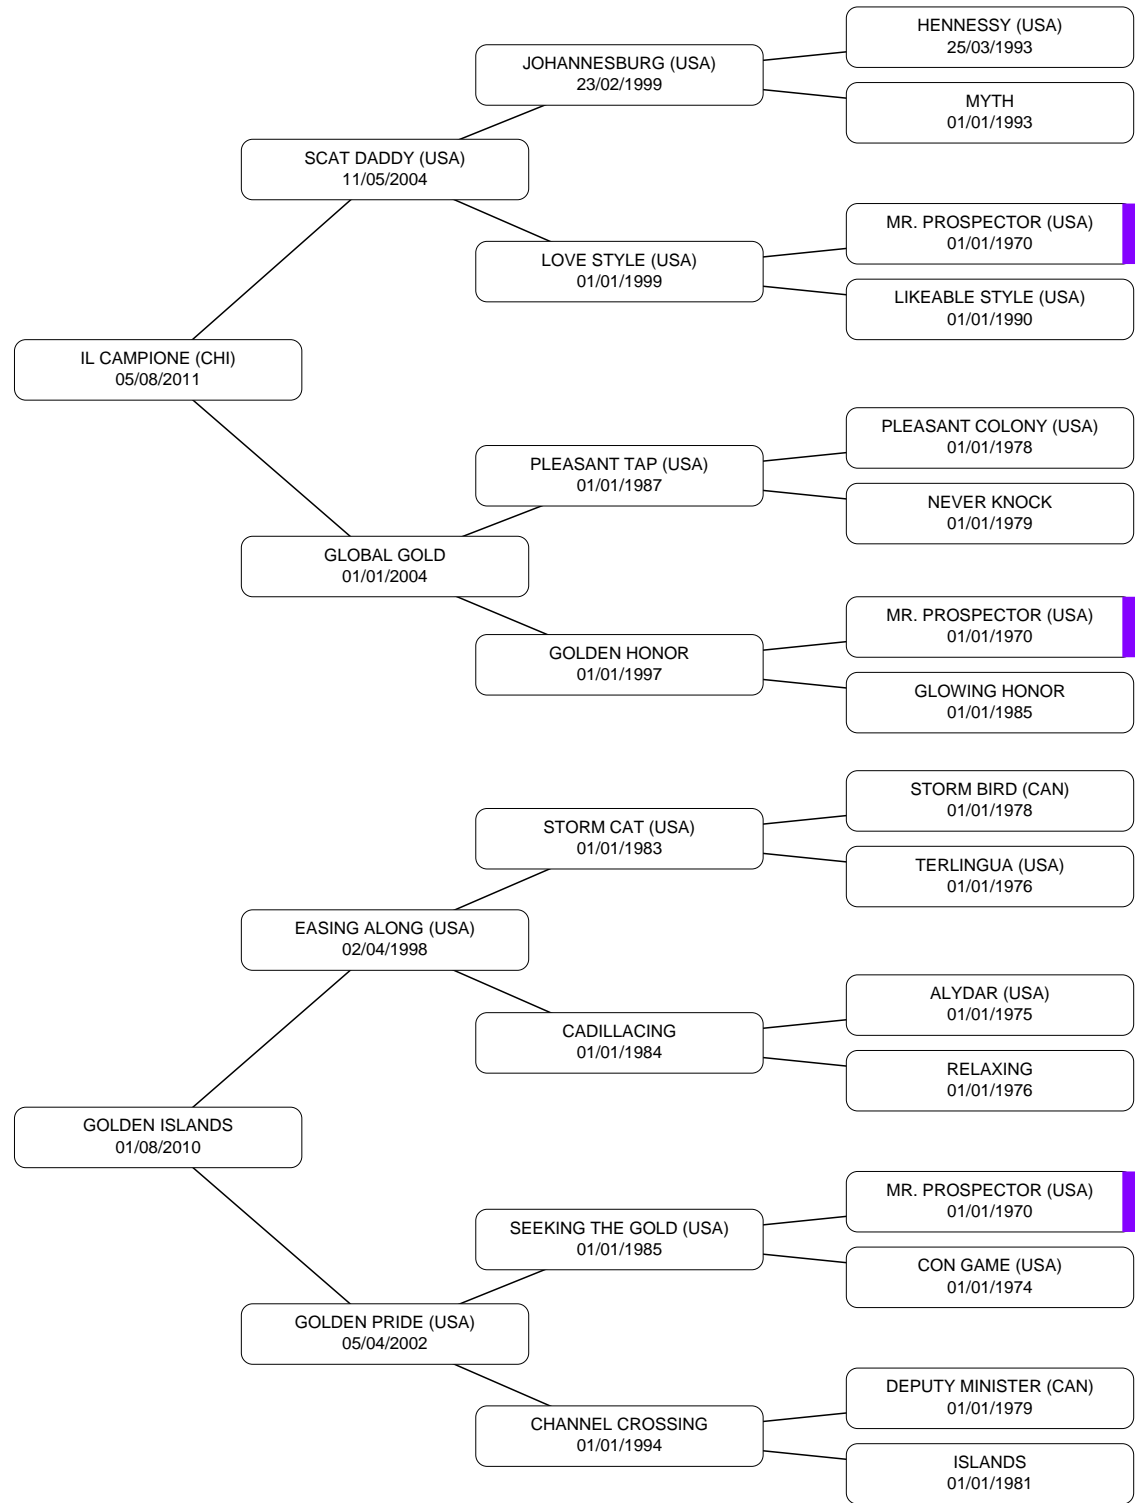 HENNESSY (USA)
25/03/1993
JOHANNESBURG (USA)
23/02/1999
MYTH
01/01/1993
SCAT DADDY (USA)
11/05/2004
MR. PROSPECTOR (USA)
01/01/1970
LOVE STYLE (USA)
01/01/1999
LIKEABLE STYLE (USA)
01/01/1990
IL CAMPIONE (CHI)
05/08/2011
PLEASANT COLONY (USA)
01/01/1978
PLEASANT TAP (USA)
01/01/1987
NEVER KNOCK
01/01/1979
GLOBAL GOLD
01/01/2004
MR. PROSPECTOR (USA)
01/01/1970
GOLDEN HONOR
01/01/1997
GLOWING HONOR
01/01/1985
STORM BIRD (CAN)
01/01/1978
STORM CAT (USA)
01/01/1983
TERLINGUA (USA)
01/01/1976
EASING ALONG (USA)
02/04/1998
ALYDAR (USA)
01/01/1975
CADILLACING
01/01/1984
RELAXING
01/01/1976
GOLDEN ISLANDS
01/08/2010
MR. PROSPECTOR (USA)
01/01/1970
SEEKING THE GOLD (USA)
01/01/1985
CON GAME (USA)
01/01/1974
GOLDEN PRIDE (USA)
05/04/2002
DEPUTY MINISTER (CAN)
01/01/1979
CHANNEL CROSSING
01/01/1994
ISLANDS
01/01/1981